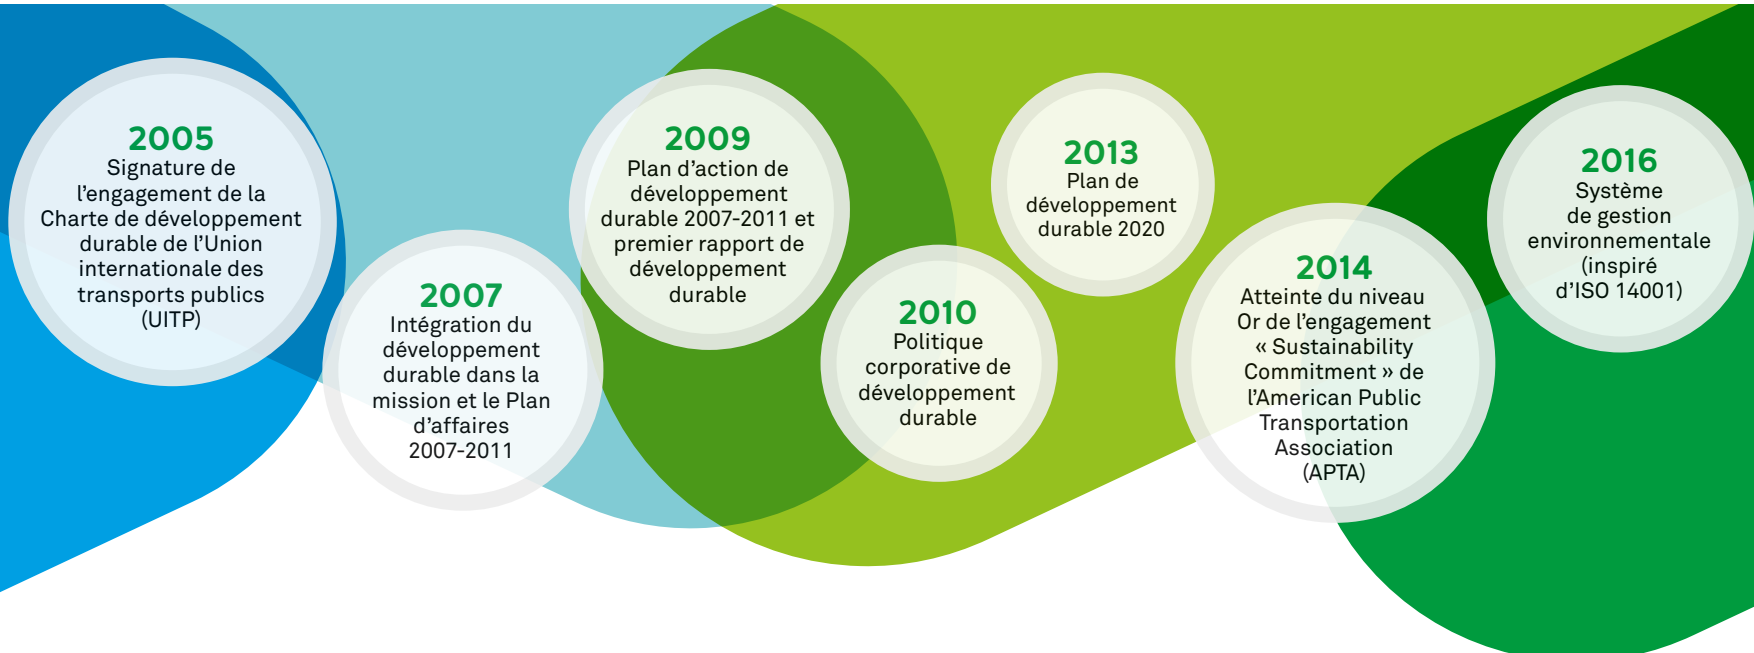 2005
Signature de
l’engagement de la
Charte de développement
durable de l’Union
internationale des
transports publics
(UITP)
2007
Intégration du
développement
durable dans la
mission et le Plan
d’affaires
2007-2011
2009
Plan d’action de
développement
durable 2007-2011 et
premier rapport de
développement
durable
2010
Politique
corporative de
développement
durable
2013
Plan de
développement
durable 2020
2014
Atteinte du niveau
Or de l’engagement
« Sustainability
Commitment » de
l’American Public
Transportation
Association
(APTA)
2016
Système
de gestion
environnementale
(inspiré
d’ISO 14001)